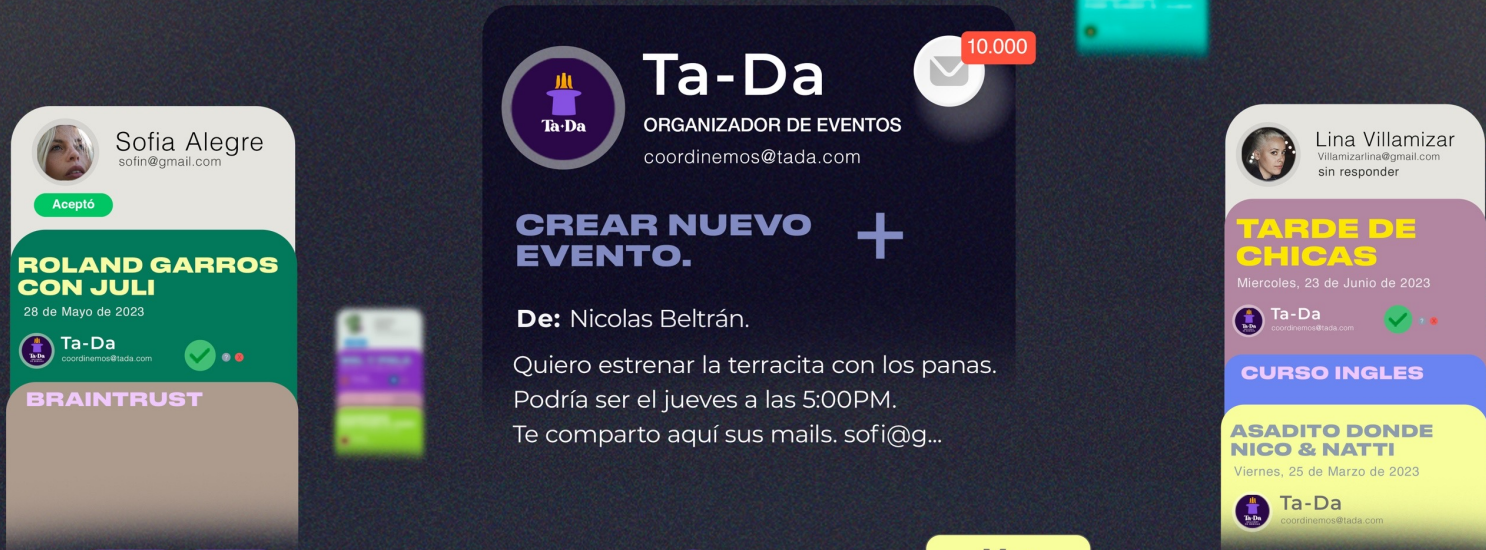 Sofia Alegre
sofin@gmail.com
Aceptó
ROLAND GARROS
CON JULI
28 de Mayo de 2023
Ta·Da
Ta-Da
coordinemos@tada.com
BRAINTRUST
Ta·Da
Ta-Da
10.000
ORGANIZADOR DE EVENTOS
coordinemos@tada.com
CREAR NUEVO
EVENTO.
De: Nicolas Beltrán.
Quiero estrenar la terracita con los panas.
Podría ser el jueves a las 5:00PM.
Te comparto aquí sus mails. sofi@g...
Lina Villamizar
Villamizarlina@gmail.com
sin responder
TARDE DE
CHICAS
Miercoles, 23 de Junio de 2023
Ta·Da
Ta-Da
coordinemos@tada.com
CURSO INGLES
ASADITO DONDE
NICO & NATTI
Viernes, 25 de Marzo de 2023
Ta·Da
Ta-Da
coordinemos@tada.com